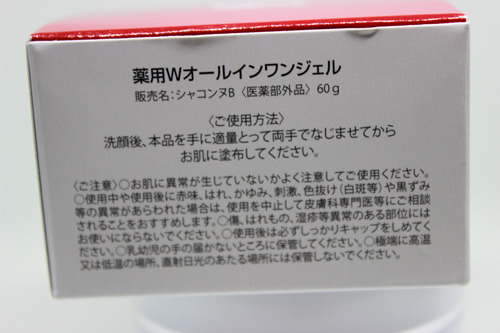 薬用Wオールインワンジェル
販売名:シャコンヌB〈医薬部外品〉60g
〈ご使用方法〉
洗顔後、本品を手に適量とって両手でなじませてから
お肌に塗布してください。
〈ご注意〉○お肌に異常が生じていないかよく注意してご使用ください。
○使用中や使用後に赤味、はれ、かゆみ、刺激、色抜け(白斑等)や黒ずみ
等の異常があらわれた場合は、使用を中止して皮膚科専門医等にご相談
されることをおすすめします。○傷、はれもの、湿疹等異常のある部位には
お使いにならないでください。○使用後は必ずしっかりキャップをしめてく
ださい。○乳幼児の手の届かないところに保管してください。○極端に高温
又は低温の場所、直射日光のあたる場所には保管しないでください。